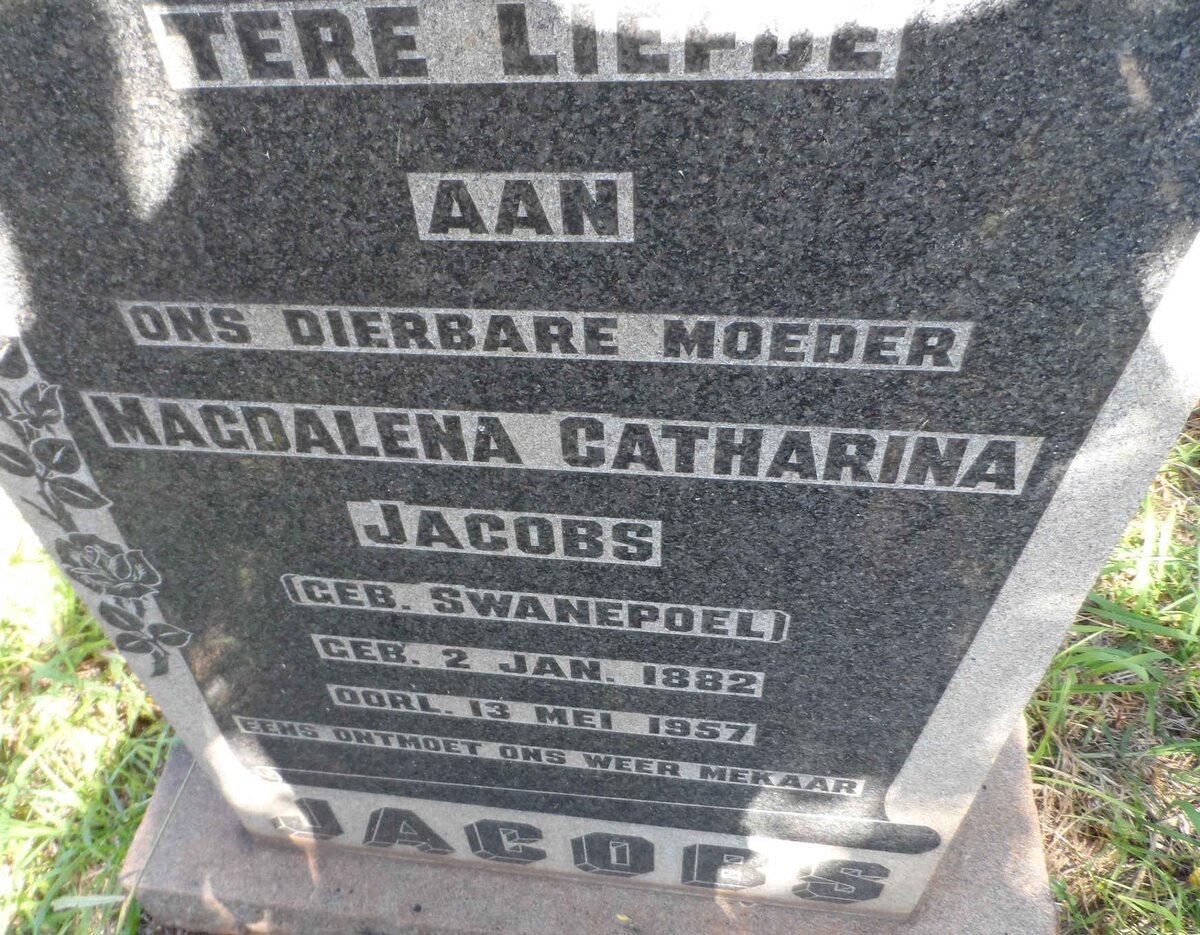 TERE LIEFDE
AAN
ONS DIERBARE MOEDER
MAGDALENA CATHARINA
JACOBS
(GEB. SWANEPOEL)
GEB. 2 JAN. 1882
OORL. 13 MEI 1957
EENS ONTMOET ONS WEER MEKAAR
JACOBS